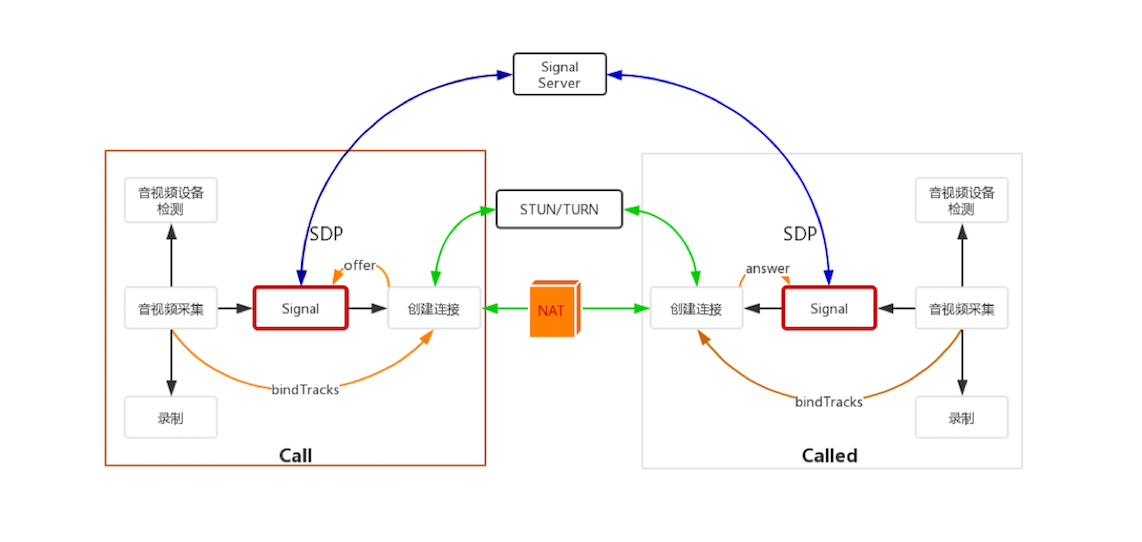 Signal
Server
音视频设备
检测
STUN/TURN
音视频设备
检测
SDP
SDP
offer
answer
音视频采集
Signal
创建连接
NAT
创建连接
Signal
音视频采集
bindTracks
bindTracks
录制
录制
Call
Called